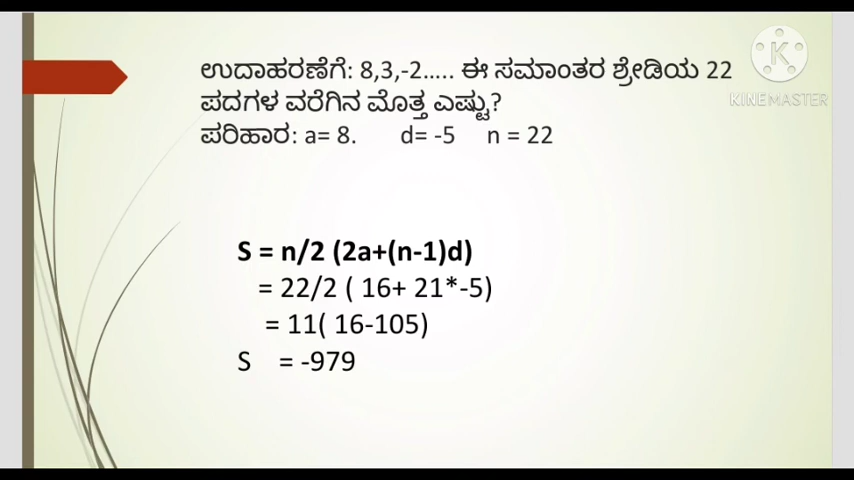 ಉದಾಹರಣೆಗೆ: 8,3,-2..... ಈ ಸಮಾಂತರ ಶ್ರೇಡಿಯ 22
ಪದಗಳ ವರೆಗಿನ ಮೊತ್ತ ಎಷ್ಟು?
ಪರಿಹಾರ: a= 8. d= -5 n = 22
S = n/2 (2a+(n-1)d)
= 22/2 ( 16+ 21*-5)
= 11( 16-105)
S = -979
K
KINEMASTER